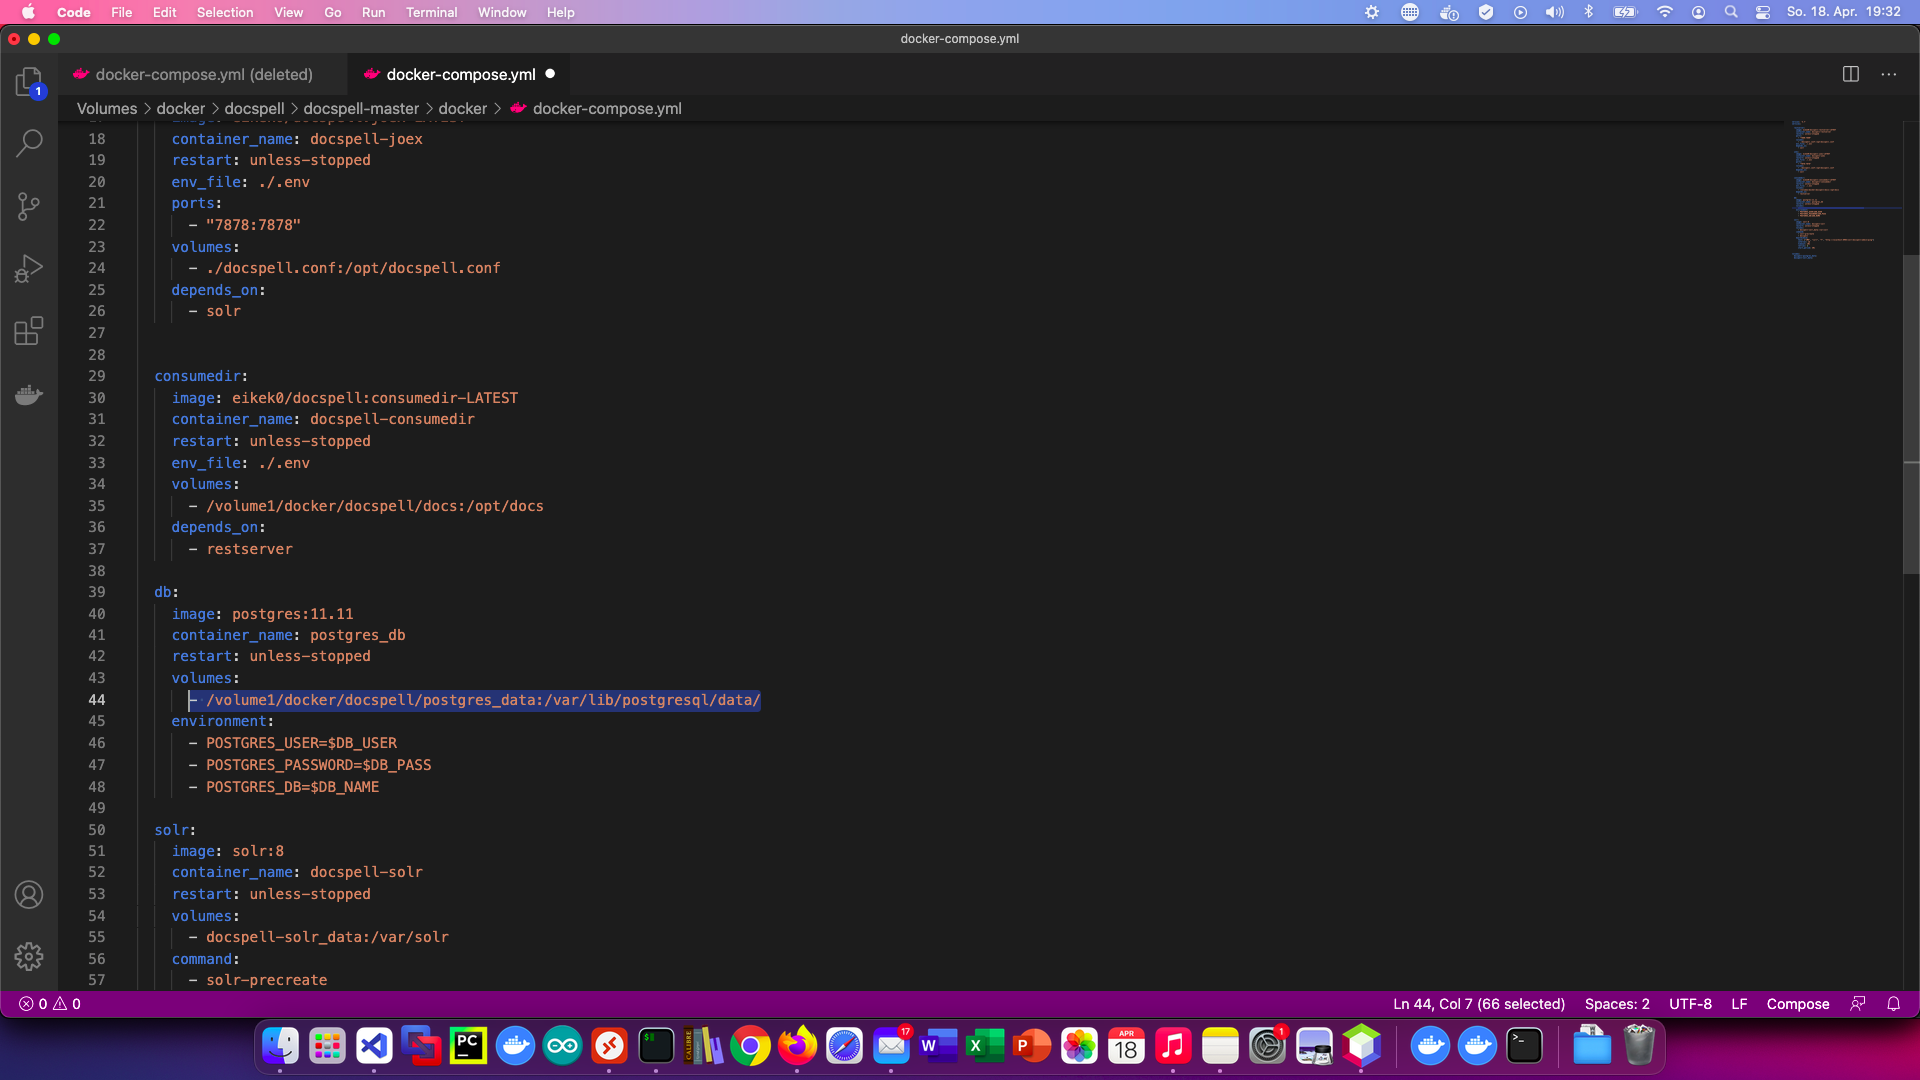 Code File Edit Selection View Go Run Terminal Window Help So. 18. Apr. 19:32
docker-compose.yml
docker-compose.yml (deleted) docker-compose.yml
1
Volumes > docker > docspell > docspell-master > docker > docker-compose.yml
18 container_name: docspell-joex
19 restart: unless-stopped
20 env_file: ./.env
21 ports:
22 - "7878:7878"
23 volumes:
24 - ./docspell.conf:/opt/docspell.conf
25 depends_on:
26 - solr
27
28
29 consumedir:
30 image: eikek0/docspell:consumedir-LATEST
31 container_name: docspell-consumedir
32 restart: unless-stopped
33 env_file: ./.env
34 volumes:
35 - /volume1/docker/docspell/docs:/opt/docs
36 depends_on:
37 - restserver
38
39 db:
40 image: postgres:11.11
41 container_name: postgres_db
42 restart: unless-stopped
43 volumes:
44 - /volume1/docker/docspell/postgres_data:/var/lib/postgresql/data/
45 environment:
46 - POSTGRES_USER=$DB_USER
47 - POSTGRES_PASSWORD=$DB_PASS
48 - POSTGRES_DB=$DB_NAME
49
50 solr:
51 image: solr:8
52 container_name: docspell-solr
53 restart: unless-stopped
54 volumes:
55 - docspell-solr_data:/var/solr
56 command:
57 - solr-precreate
0 0 Ln 44, Col 7 (66 selected) Spaces: 2 UTF-8 LF Compose
PC CALIBRE 17 W X P APR 18 1